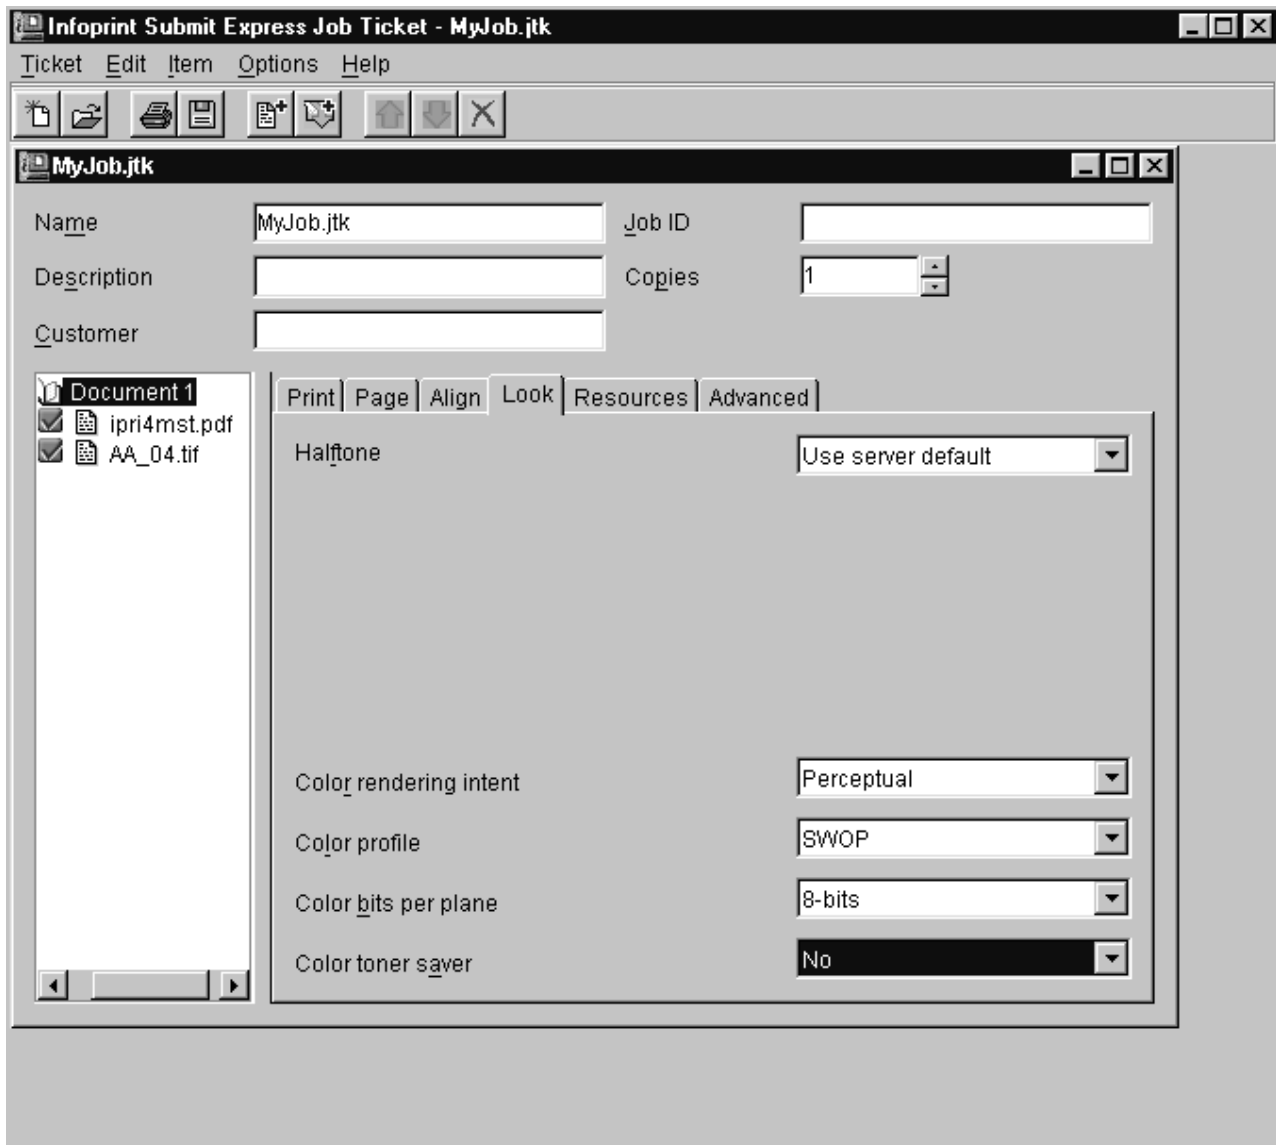 Infoprint Submit Express Job Ticket - MyJob.jtk
Ticket Edit Item Options Help
MyJob.jtk
Name MyJob.jtk Job ID
Description Copies 1
Customer
Document 1
ipri4mst.pdf
AA_04.tif
Print Page Align Look Resources Advanced
Halftone Use server default
Color rendering intent Perceptual
Color profile SWOP
Color bits per plane 8-bits
Color toner saver No